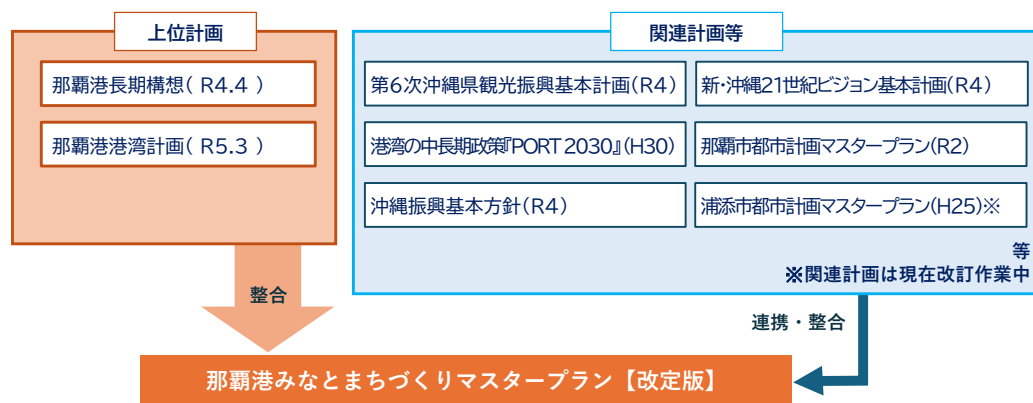 上位計画
那覇港長期構想( R4.4 )
那覇港港湾計画( R5.3 )
関連計画等
第6次沖縄県観光振興基本計画(R4)
新・沖縄21世紀ビジョン基本計画(R4)
港湾の中長期政策『PORT 2030』(H30)
那覇市都市計画マスタープラン(R2)
沖縄振興基本方針(R4)
浦添市都市計画マスタープラン(H25)※
等
※関連計画は現在改訂作業中
整合
連携・整合
那覇港みなとまちづくりマスタープラン【改定版】